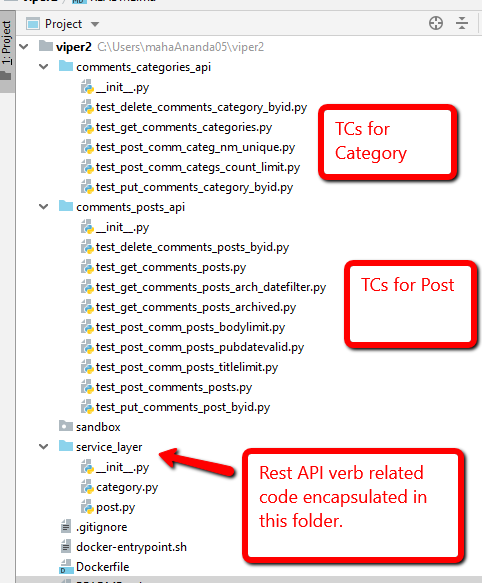 Project
1: Project
viper2 C:\Users\mahaAnanda05\viper2
comments_categories_api
__init__.py
test_delete_comments_category_byid.py
test_get_comments_categories.py
test_post_comm_categ_nm_unique.py
test_post_comm_categs_count_limit.py
test_put_comments_category_byid.py
TCs for
Category
comments_posts_api
__init__.py
test_delete_comments_posts_byid.py
test_get_comments_posts.py
test_get_comments_posts_arch_datefilter.py
test_get_comments_posts_archived.py
test_post_comm_posts_bodylimit.py
test_post_comm_posts_pubdatevalid.py
test_post_comm_posts_titlelimit.py
test_post_comments_posts.py
test_put_comments_post_byid.py
TCs for Post
sandbox
service_layer
__init__.py
category.py
post.py
Rest API verb related
code encapsulated in
this folder.
.gitignore
docker-entrypoint.sh
Dockerfile